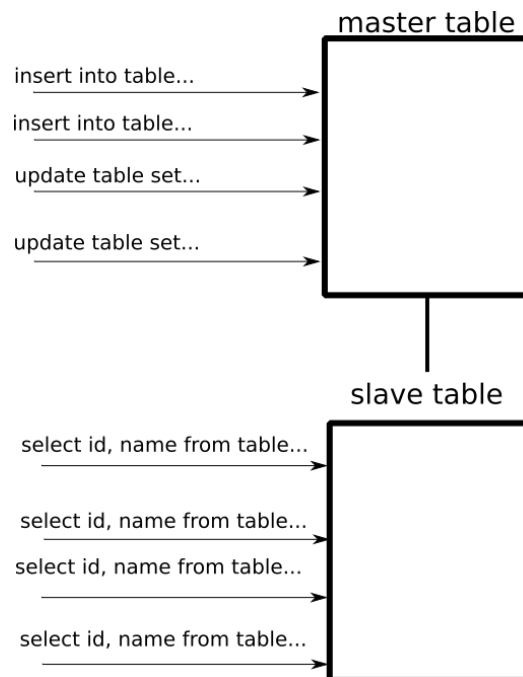 master table
insert into table...
insert into table...
update table set...
update table set...
slave table
select id, name from table...
select id, name from table...
select id, name from table...
select id, name from table...